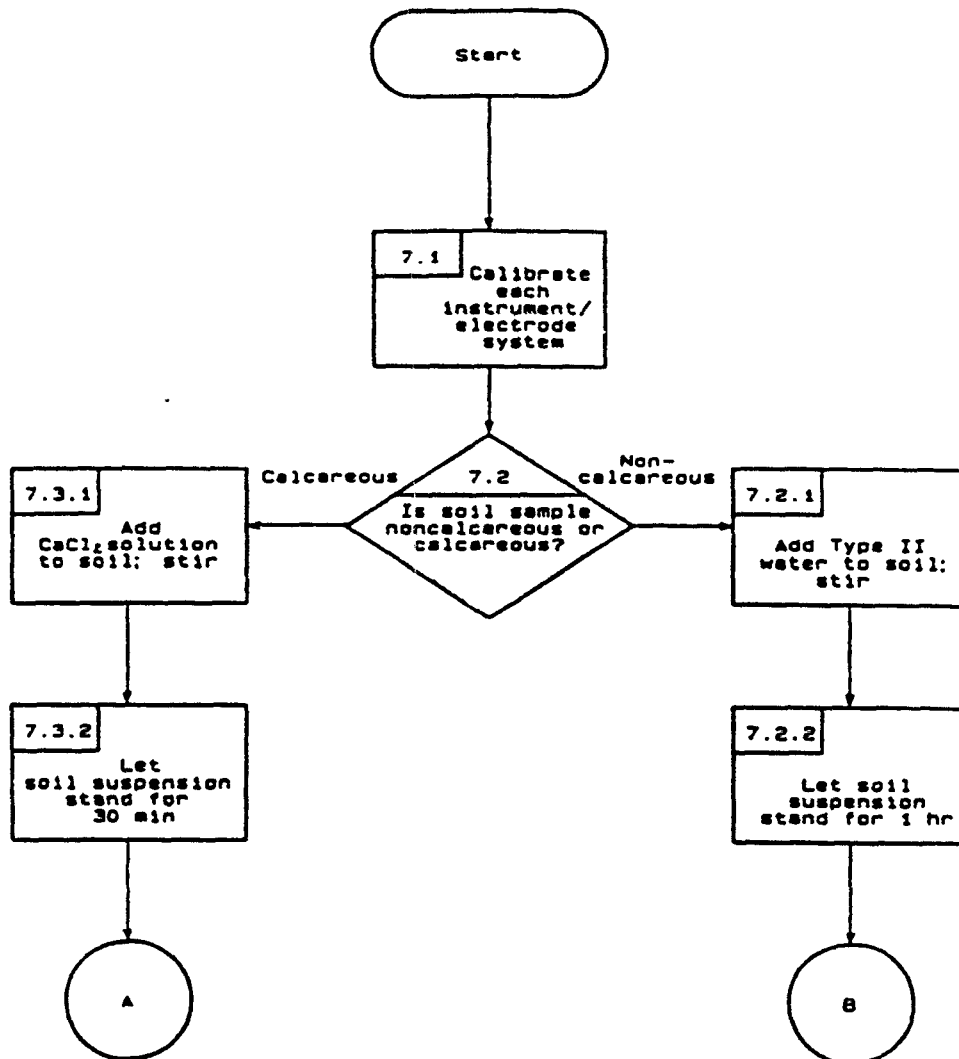 Start
7.1
Calibrate
each
instrument/
electrode
system
Calcareous
7.2
Is soil sample
noncalcareous or
calcareous?
Non-
calcareous
7.3.1
Add
CaCl₂ solution
to soil; stir
7.2.1
Add Type II
water to soil;
stir
7.3.2
Let
soil suspension
stand for
30 min
7.2.2
Let soil
suspension
stand for 1 hr
A
B